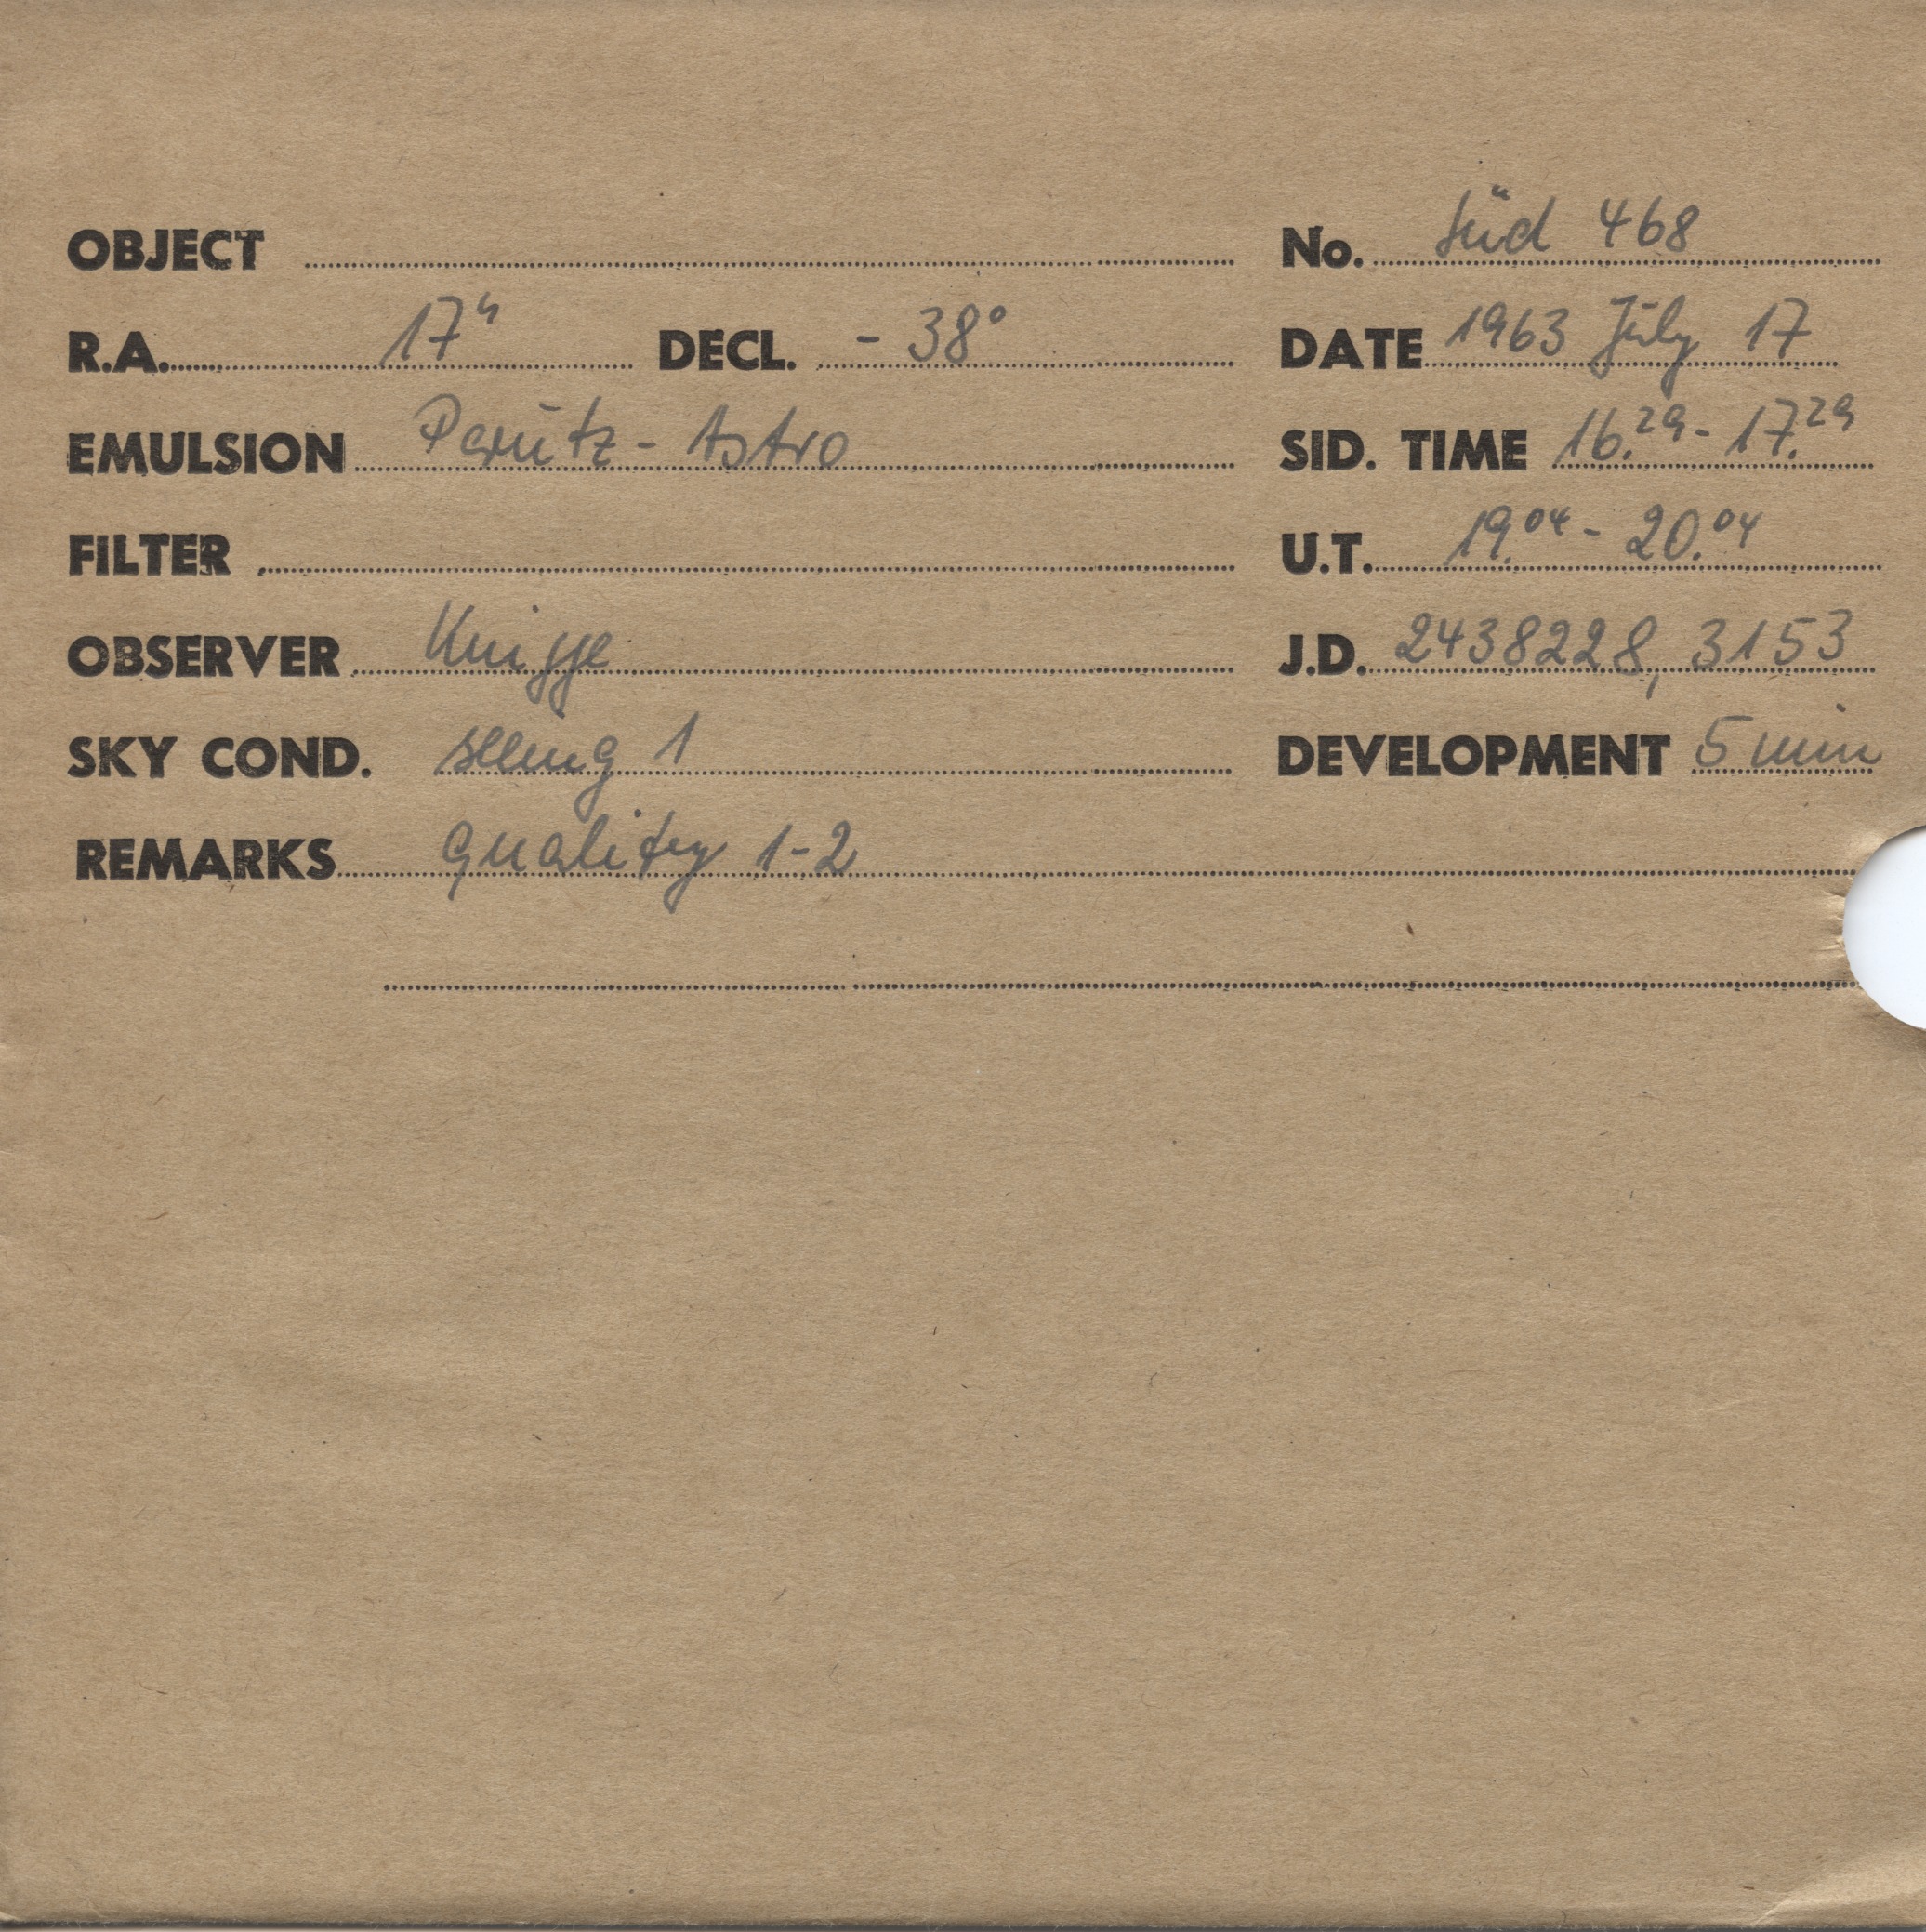 OBJECT No. Süd 468
R.A. 17h DECL. - 38° DATE 1963 July 17
EMULSION Perutz - Astro SID. TIME 16.29 - 17.29
FILTER U.T. 19.04 - 20.04
OBSERVER Knigge J.D. 2438228,3153
SKY COND. seeing 1 DEVELOPMENT 5 min
REMARKS quality 1-2